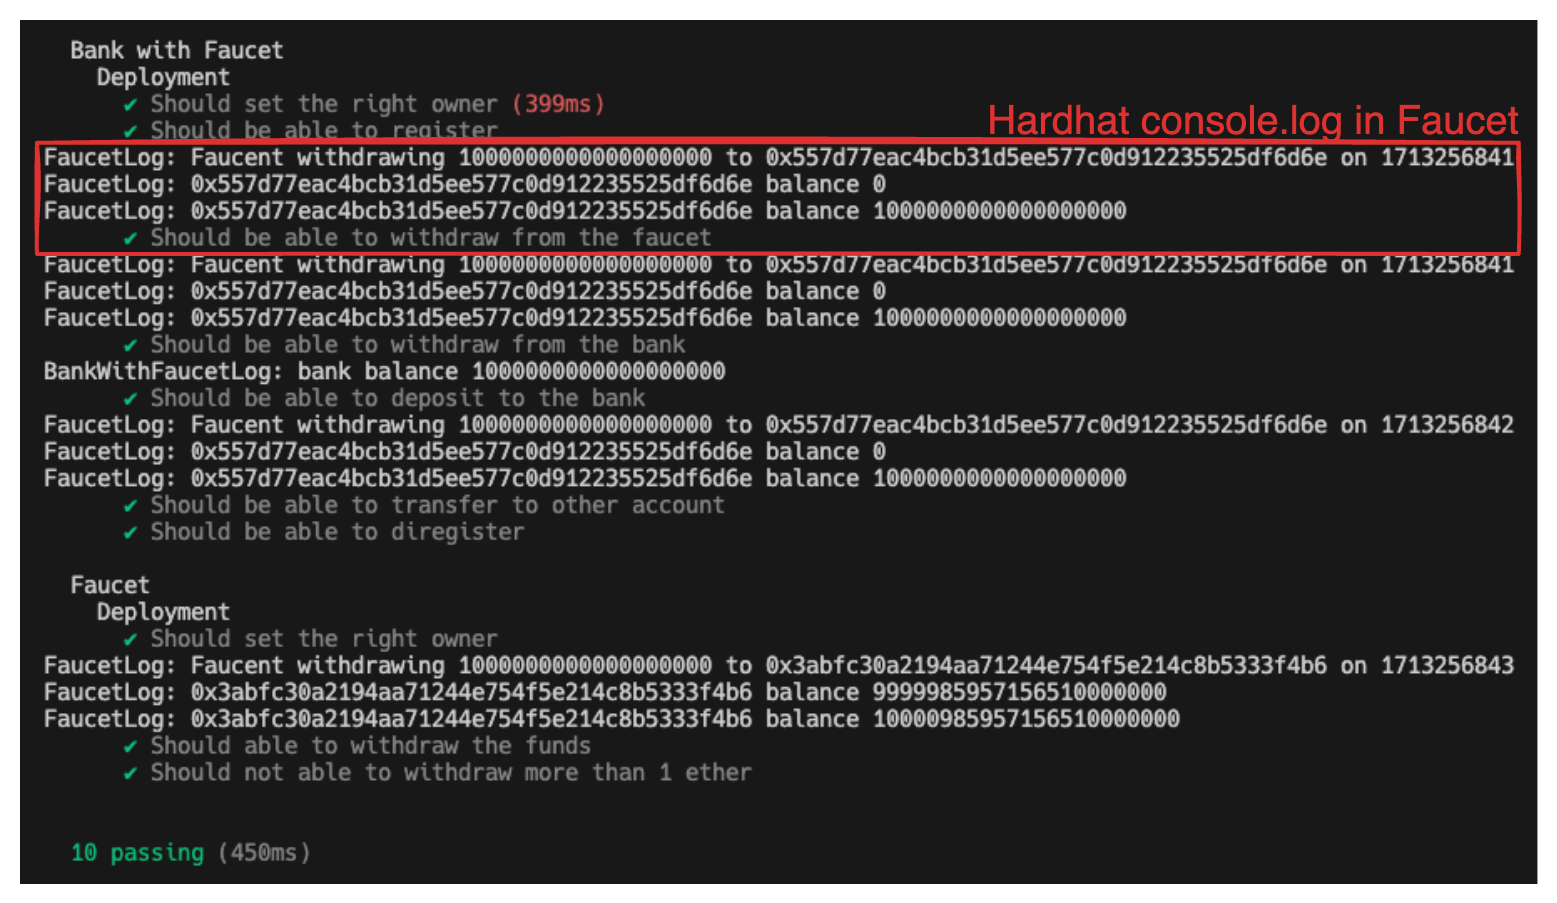 Bank with Faucet
Deployment
✔ Should set the right owner (399ms)
✔ Should be able to register
Hardhat console.log in Faucet
FaucetLog: Faucent withdrawing 1000000000000000000 to 0x557d77eac4bcb31d5ee577c0d912235525df6d6e on 1713256841
FaucetLog: 0x557d77eac4bcb31d5ee577c0d912235525df6d6e balance 0
FaucetLog: 0x557d77eac4bcb31d5ee577c0d912235525df6d6e balance 1000000000000000000
✔ Should be able to withdraw from the faucet
FaucetLog: Faucent withdrawing 1000000000000000000 to 0x557d77eac4bcb31d5ee577c0d912235525df6d6e on 1713256841
FaucetLog: 0x557d77eac4bcb31d5ee577c0d912235525df6d6e balance 0
FaucetLog: 0x557d77eac4bcb31d5ee577c0d912235525df6d6e balance 1000000000000000000
✔ Should be able to withdraw from the bank
BankWithFaucetLog: bank balance 1000000000000000000
✔ Should be able to deposit to the bank
FaucetLog: Faucent withdrawing 1000000000000000000 to 0x557d77eac4bcb31d5ee577c0d912235525df6d6e on 1713256842
FaucetLog: 0x557d77eac4bcb31d5ee577c0d912235525df6d6e balance 0
FaucetLog: 0x557d77eac4bcb31d5ee577c0d912235525df6d6e balance 1000000000000000000
✔ Should be able to transfer to other account
✔ Should be able to diregister
Faucet
Deployment
✔ Should set the right owner
FaucetLog: Faucent withdrawing 1000000000000000000 to 0x3abfc30a2194aa71244e754f5e214c8b5333f4b6 on 1713256843
FaucetLog: 0x3abfc30a2194aa71244e754f5e214c8b5333f4b6 balance 9999985957156510000000
FaucetLog: 0x3abfc30a2194aa71244e754f5e214c8b5333f4b6 balance 10000985957156510000000
✔ Should able to withdraw the funds
✔ Should not able to withdraw more than 1 ether
10 passing (450ms)